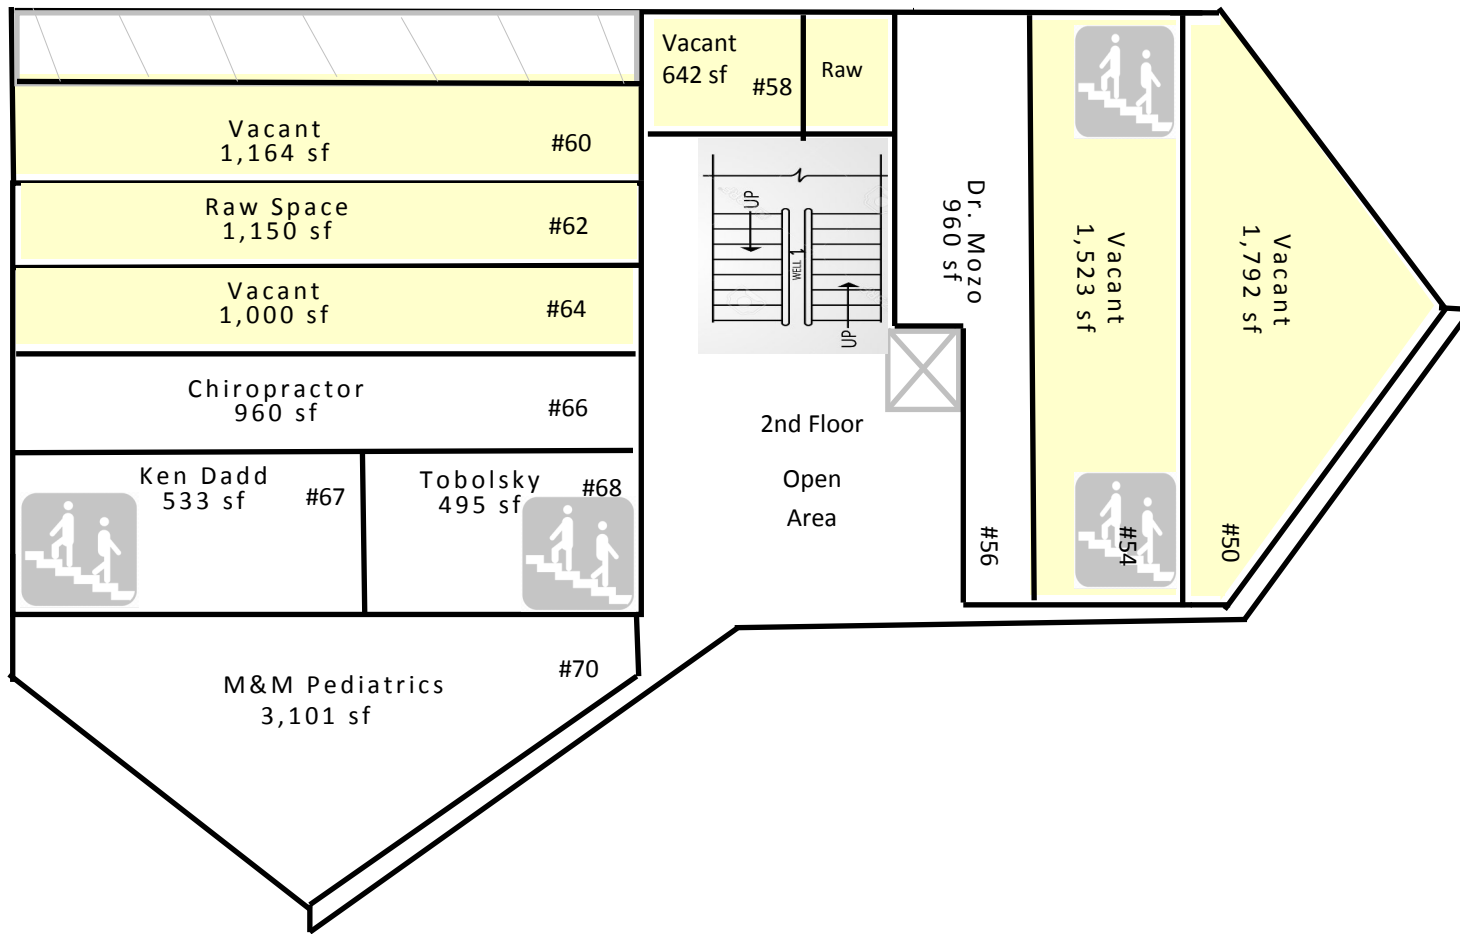 Vacant
1,164 sf
#60
Raw Space
1,150 sf
#62
Vacant
1,000 sf
#64
Chiropractor
960 sf
#66
Ken Dadd
533 sf
#67
Tobolsky
495 sf
#68
M&M Pediatrics
3,101 sf
#70
Vacant
642 sf
#58
Raw
UP
WELL
UP
2nd Floor
Open
Area
Dr. Mozo
960 sf
#56
Vacant
1,523 sf
#54
Vacant
1,792 sf
#50